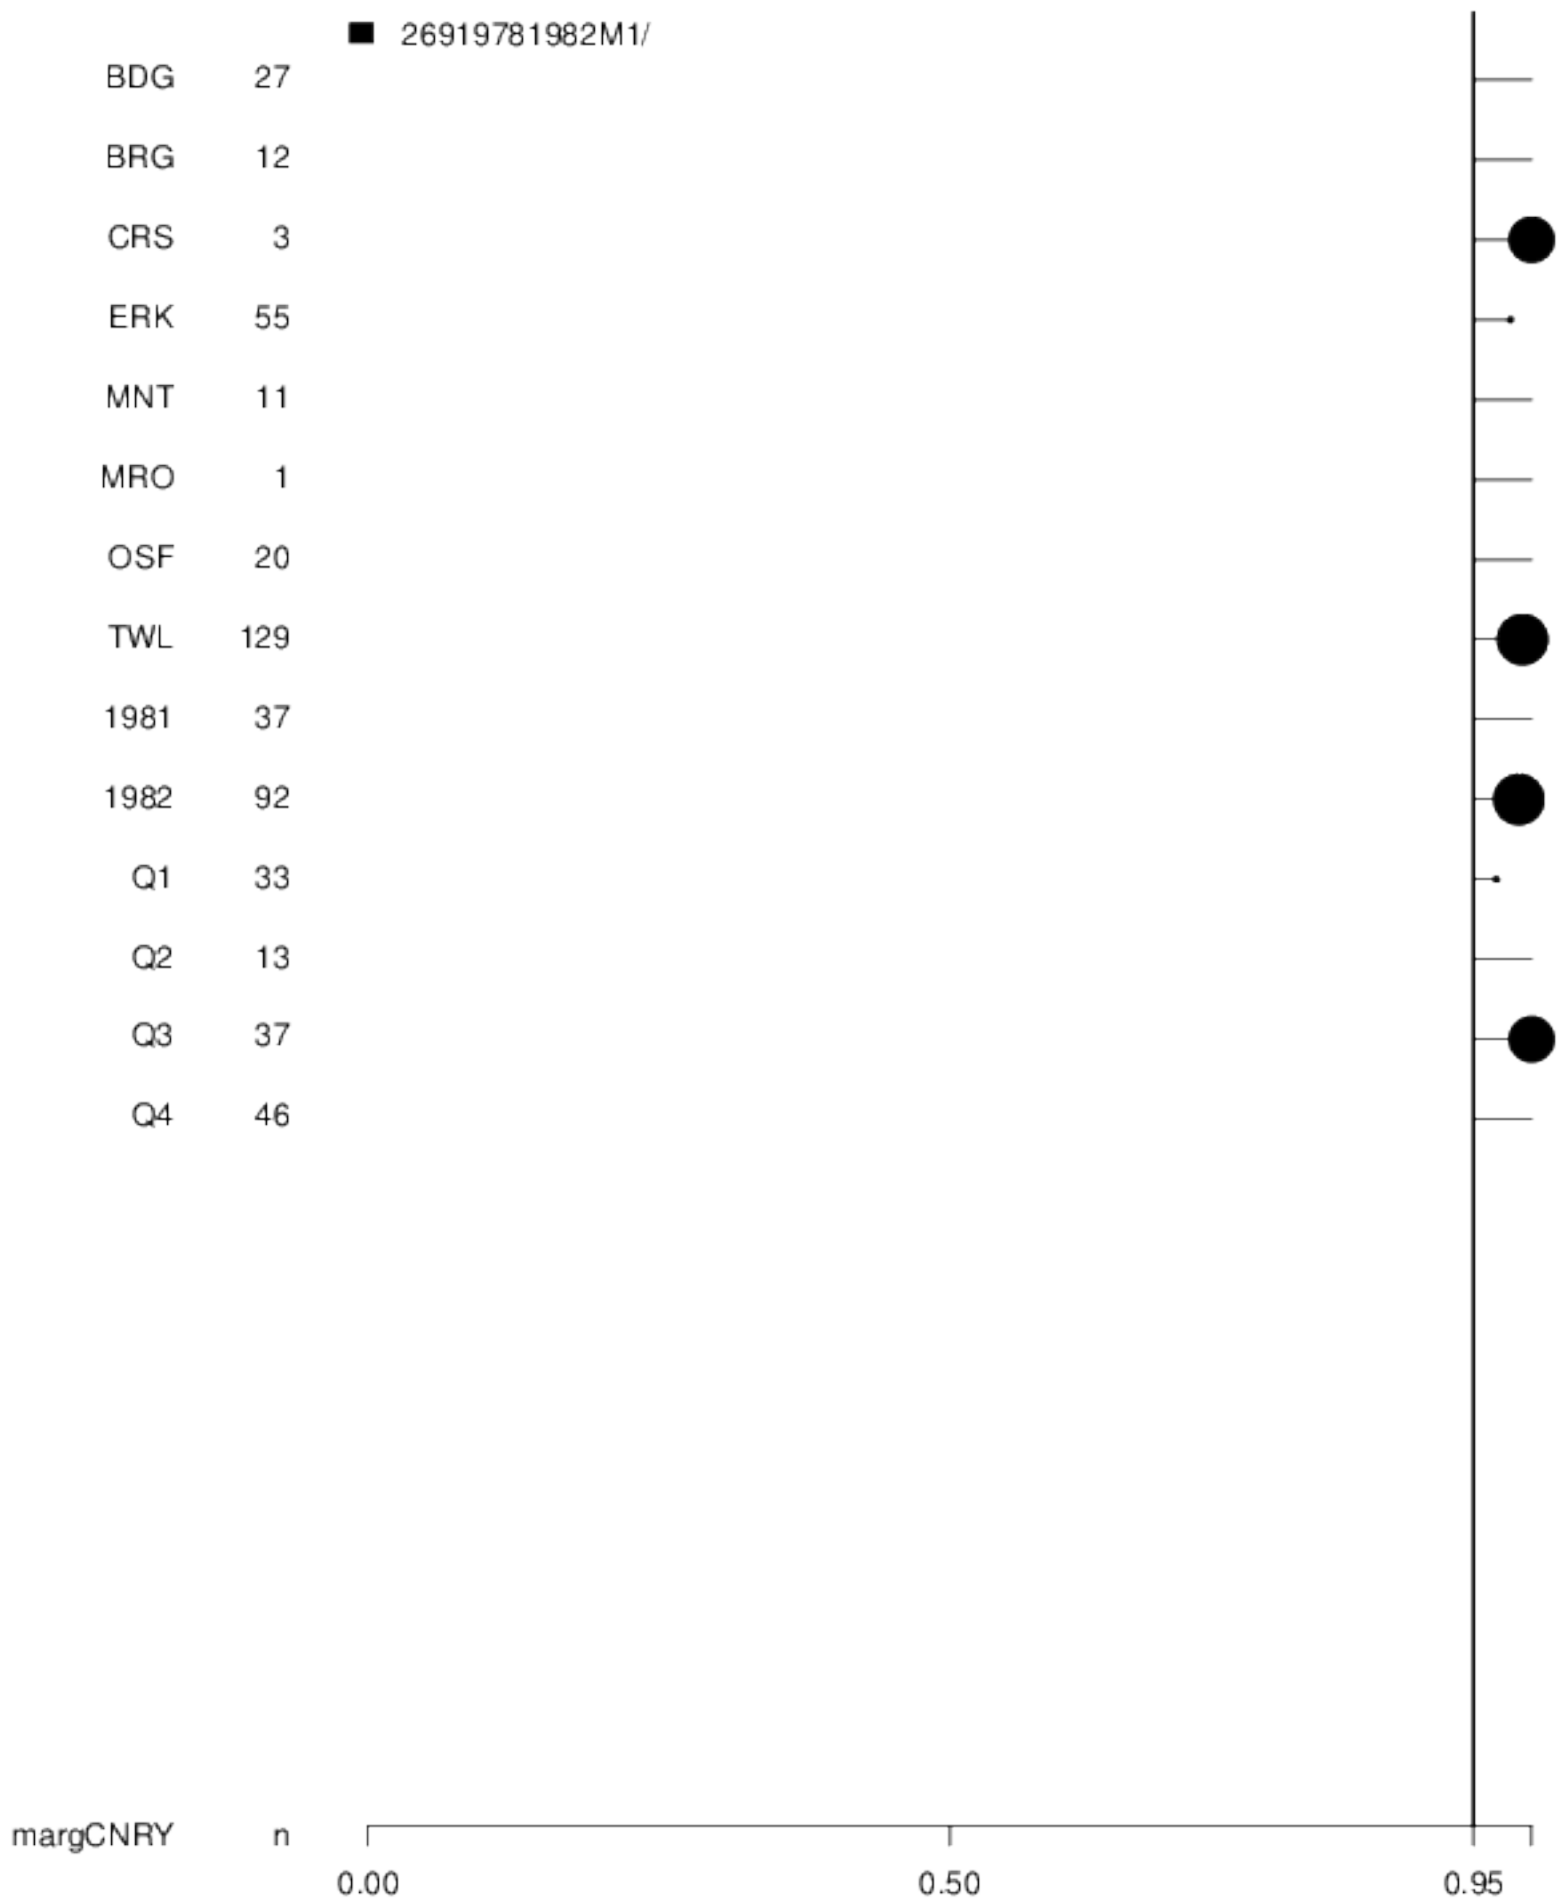 26919781982M1/
BDG 27
BRG 12
CRS 3
ERK 55
MNT 11
MRO 1
OSF 20
TWL 129
1981 37
1982 92
Q1 33
Q2 13
Q3 37
Q4 46
margCNRY n
0.00 0.50 0.95